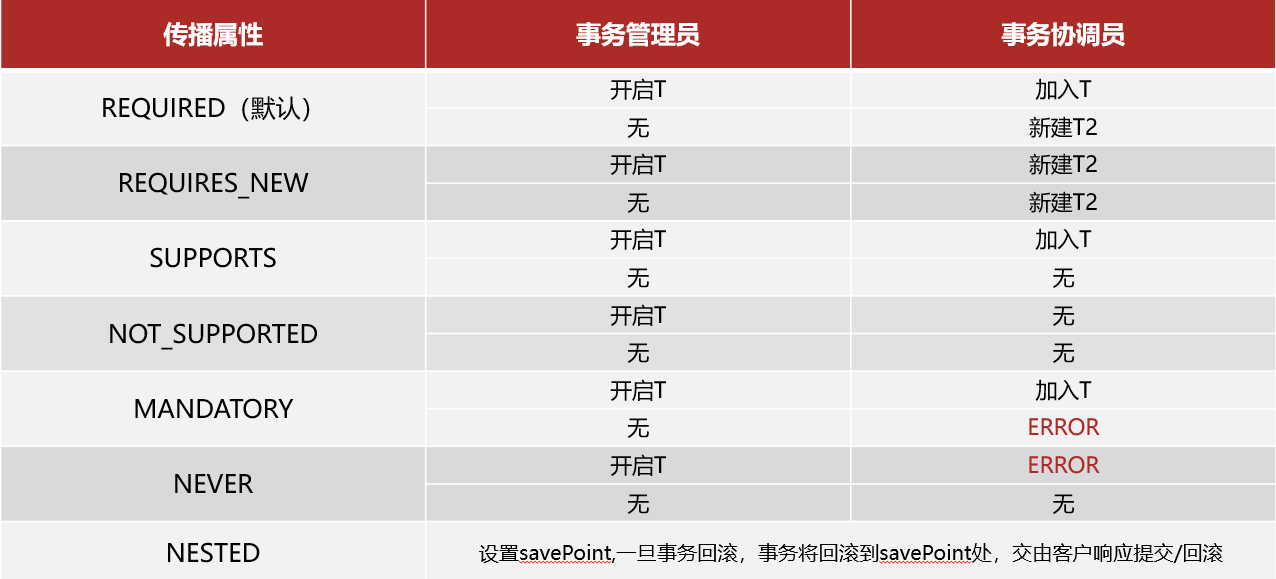 传播属性 事务管理员 事务协调员
REQUIRED（默认） 开启T 加入T
无 新建T2
REQUIRES_NEW 开启T 新建T2
无 新建T2
SUPPORTS 开启T 加入T
无 无
NOT_SUPPORTED 开启T 无
无 无
MANDATORY 开启T 加入T
无 ERROR
NEVER 开启T ERROR
无 无
NESTED 设置savePoint,一旦事务回滚，事务将回滚到savePoint处，交由客户响应提交/回滚